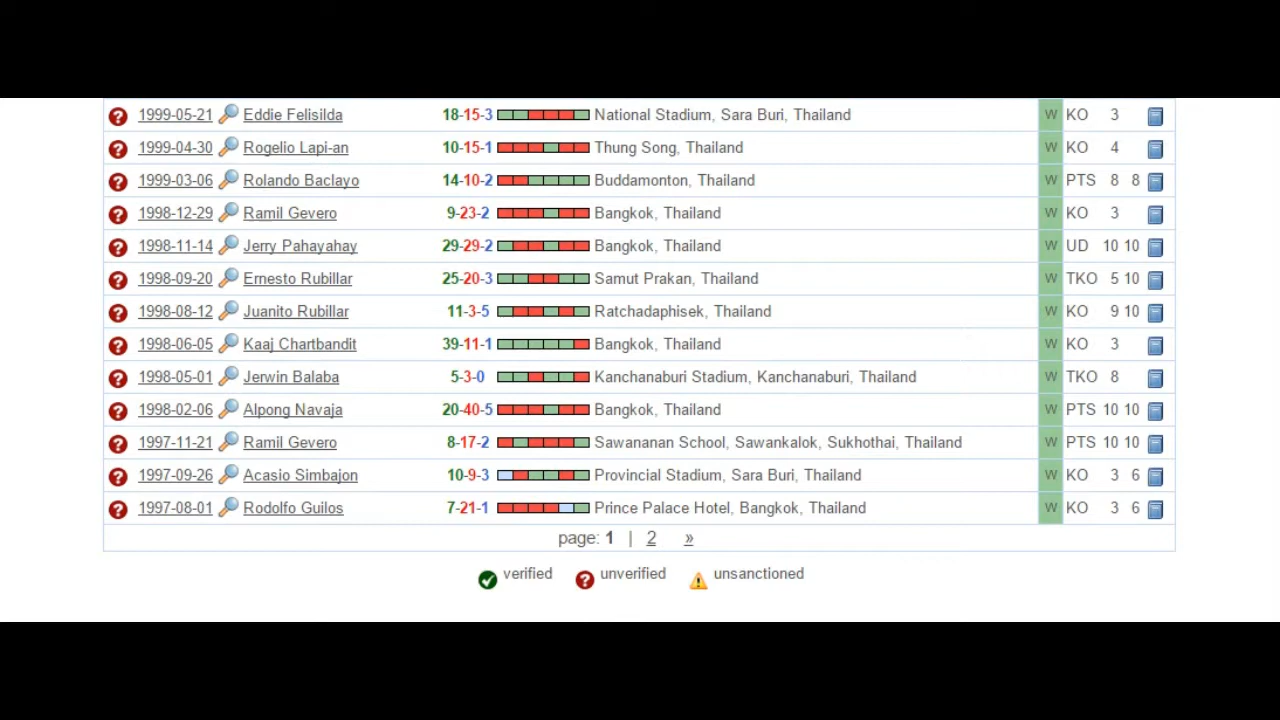 1999-05-21 Eddie Felisilda 18-15-3 National Stadium, Sara Buri, Thailand W KO 3
1999-04-30 Rogelio Lapi-an 10-15-1 Thung Song, Thailand W KO 4
1999-03-06 Rolando Baclayo 14-10-2 Buddamonton, Thailand W PTS 8 8
1998-12-29 Ramil Gevero 9-23-2 Bangkok, Thailand W KO 3
1998-11-14 Jerry Pahayahay 29-29-2 Bangkok, Thailand W UD 10 10
1998-09-20 Ernesto Rubillar 25-20-3 Samut Prakan, Thailand W TKO 5 10
1998-08-12 Juanito Rubillar 11-3-5 Ratchadaphisek, Thailand W KO 9 10
1998-06-05 Kaaj Chartbandit 39-11-1 Bangkok, Thailand W KO 3
1998-05-01 Jerwin Balaba 5-3-0 Kanchanaburi Stadium, Kanchanaburi, Thailand W TKO 8
1998-02-06 Alpong Navaja 20-40-5 Bangkok, Thailand W PTS 10 10
1997-11-21 Ramil Gevero 8-17-2 Sawananan School, Sawankalok, Sukhothai, Thailand W PTS 10 10
1997-09-26 Acasio Simbajon 10-9-3 Provincial Stadium, Sara Buri, Thailand W KO 3 6
1997-08-01 Rodolfo Guilos 7-21-1 Prince Palace Hotel, Bangkok, Thailand W KO 3 6
page: 1 | 2 »
verified unverified unsanctioned